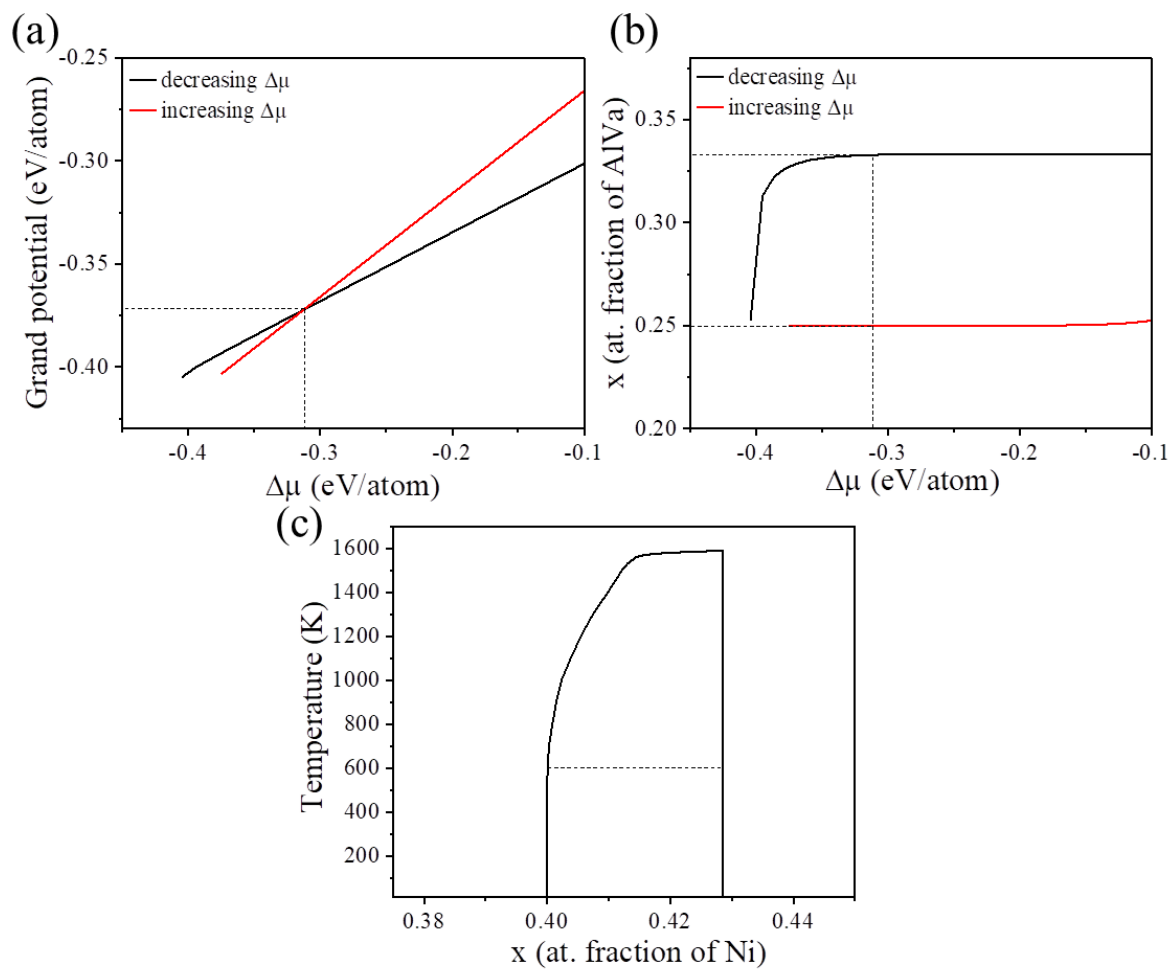 (a)
Grand potential (eV/atom)
-0.25
-0.30
-0.35
-0.40
decreasing Δμ
increasing Δμ
-0.4
-0.3
-0.2
-0.1
Δμ (eV/atom)
(b)
x (at. fraction of AlVa)
0.35
0.30
0.25
0.20
decreasing Δμ
increasing Δμ
-0.4
-0.3
-0.2
-0.1
Δμ (eV/atom)
(c)
Temperature (K)
1600
1400
1200
1000
800
600
400
200
0.38
0.40
0.42
0.44
x (at. fraction of Ni)